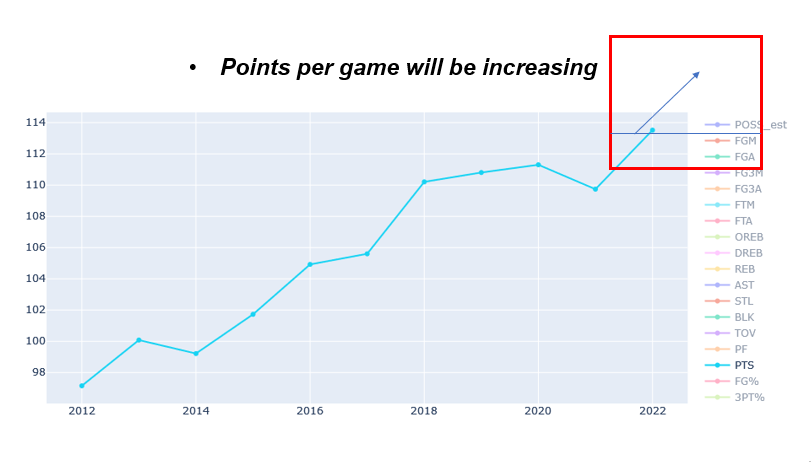 • Points per game will be increasing
114
112
110
108
106
104
102
100
98
2012 2014 2016 2018 2020 2022
POSS_est
FGM
FGA
FG3M
FG3A
FTM
FTA
OREB
DREB
REB
AST
STL
BLK
TOV
PF
PTS
FG%
3PT%